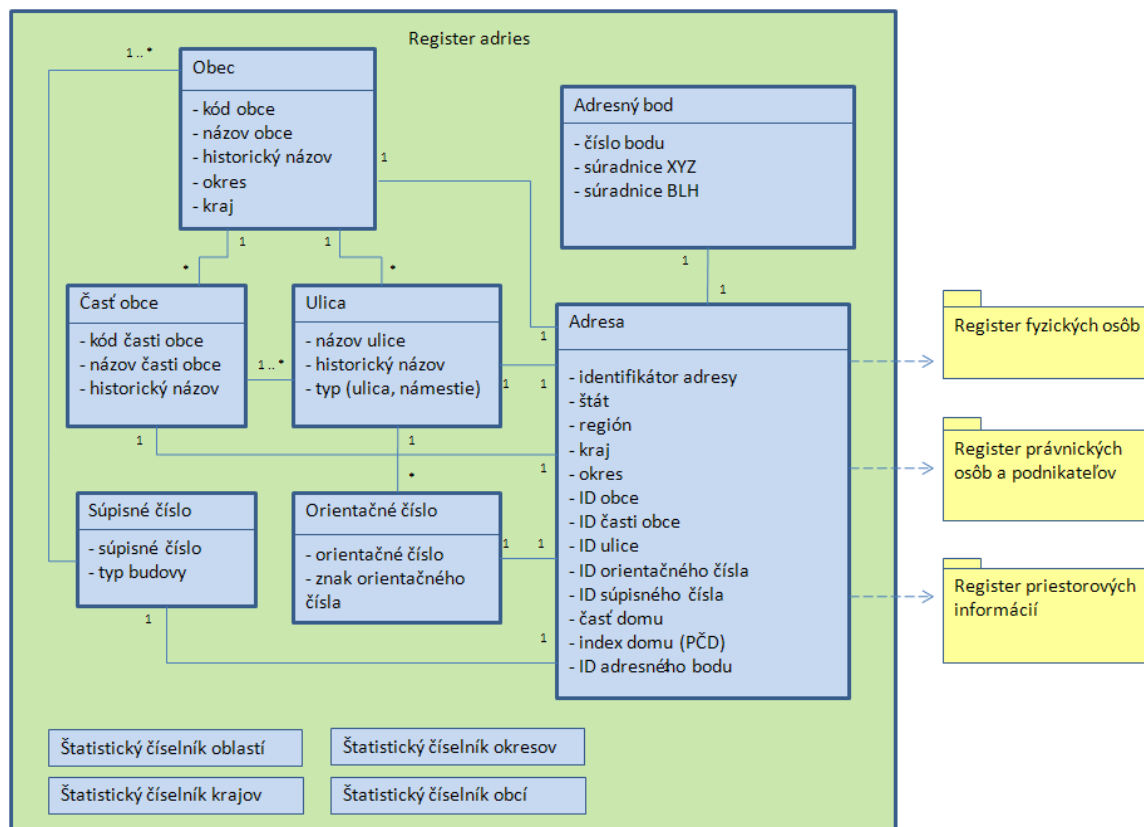 Register adries
1..*
Obec
- kód obce
- názov obce
- historický názov
- okres
- kraj
1
1
1
*
*
Adresný bod
- číslo bodu
- súradnice XYZ
- súradnice BLH
1
1
Časť obce
- kód časti obce
- názov časti obce
- historický názov
1..*
1
Ulica
- názov ulice
- historický názov
- typ (ulica, námestie)
1
1
1
*
Adresa
- identifikátor adresy
- štát
- región
- kraj
- okres
- ID obce
- ID časti obce
- ID ulice
- ID orientačného čísla
- ID súpisného čísla
- časť domu
- index domu (PČD)
- ID adresného bodu
1
1
Súpisné číslo
- súpisné číslo
- typ budovy
1
1
Orientačné číslo
- orientačné číslo
- znak orientačného
čísla
1
1
Register fyzických osôb
Register právnických
osôb a podnikateľov
Register priestorových
informácií
Štatistický číselník oblastí
Štatistický číselník okresov
Štatistický číselník krajov
Štatistický číselník obcí